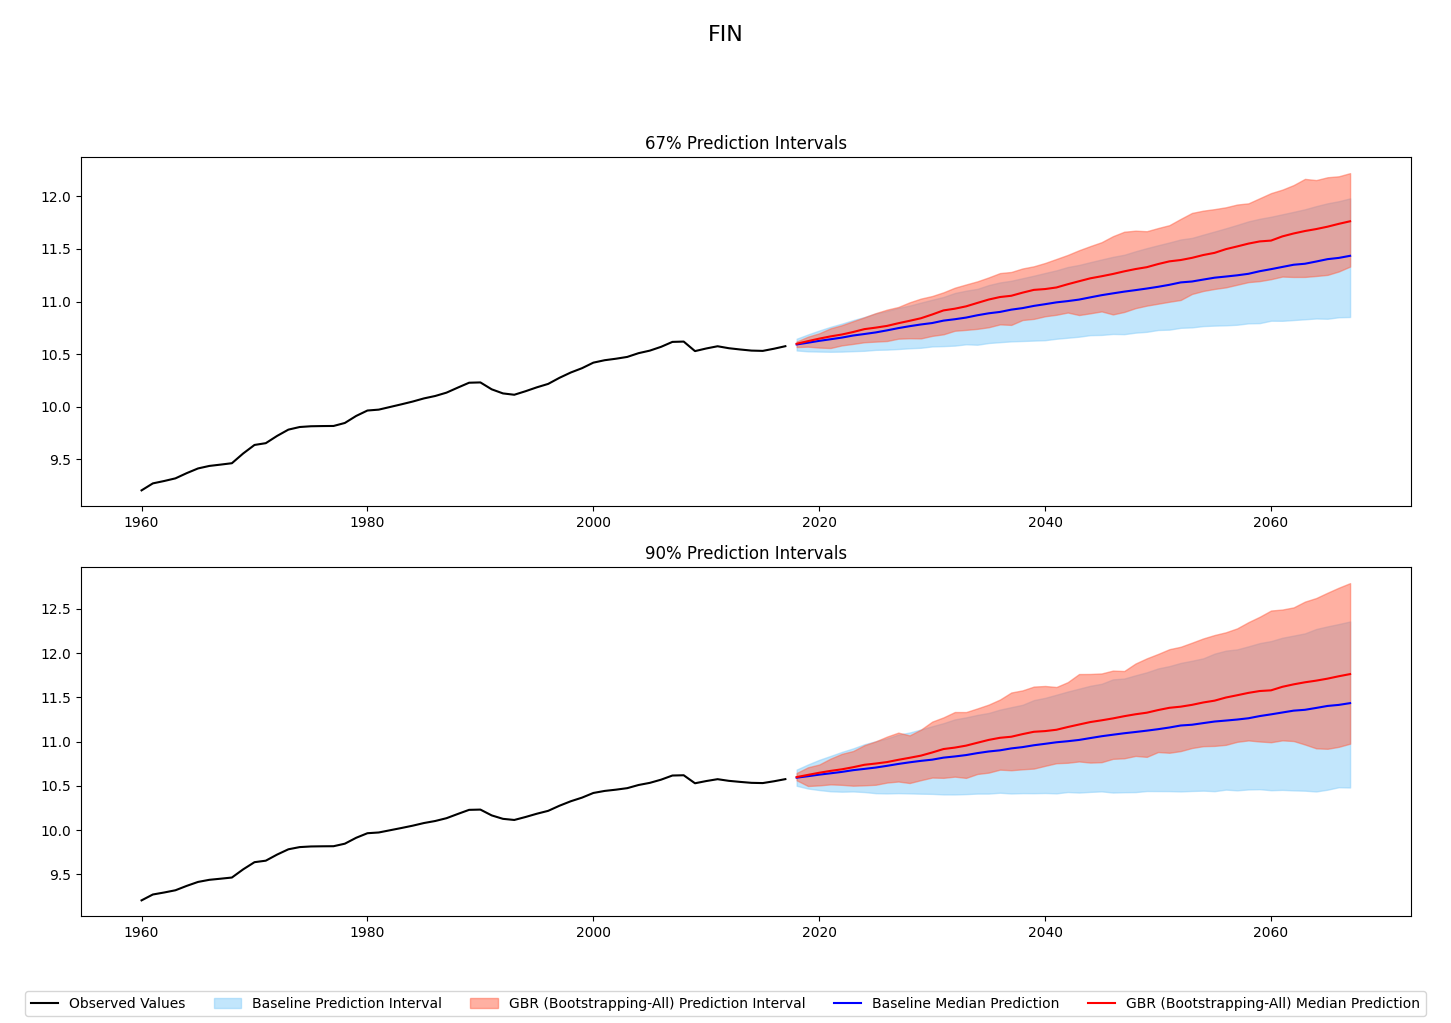 FIN
67% Prediction Intervals
12.0
11.5
11.0
10.5
10.0
9.5
1960 1980 2000 2020 2040 2060
90% Prediction Intervals
12.5
12.0
11.5
11.0
10.5
10.0
9.5
1960 1980 2000 2020 2040 2060
Observed Values Baseline Prediction Interval GBR (Bootstrapping-All) Prediction Interval Baseline Median Prediction GBR (Bootstrapping-All) Median Prediction